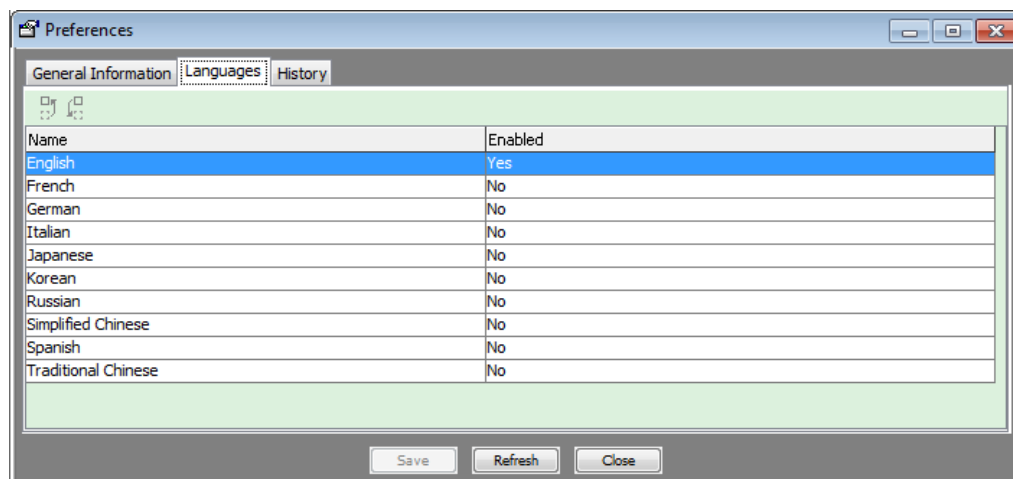 Preferences
General Information Languages History
Name Enabled
English Yes
French No
German No
Italian No
Japanese No
Korean No
Russian No
Simplified Chinese No
Spanish No
Traditional Chinese No
Save Refresh Close